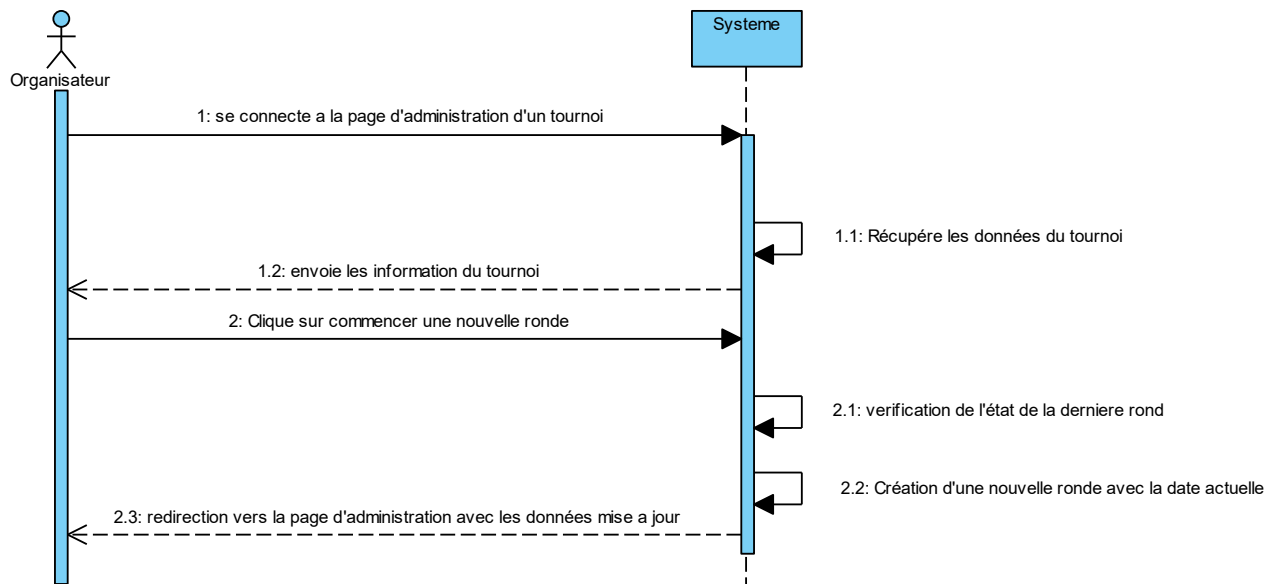 Systeme
Organisateur
1: se connecte a la page d'administration d'un tournoi
1.1: Récupére les données du tournoi
1.2: envoie les information du tournoi
2: Clique sur commencer une nouvelle ronde
2.1: verification de l'état de la derniere rond
2.2: Création d'une nouvelle ronde avec la date actuelle
2.3: redirection vers la page d'administration avec les données mise a jour